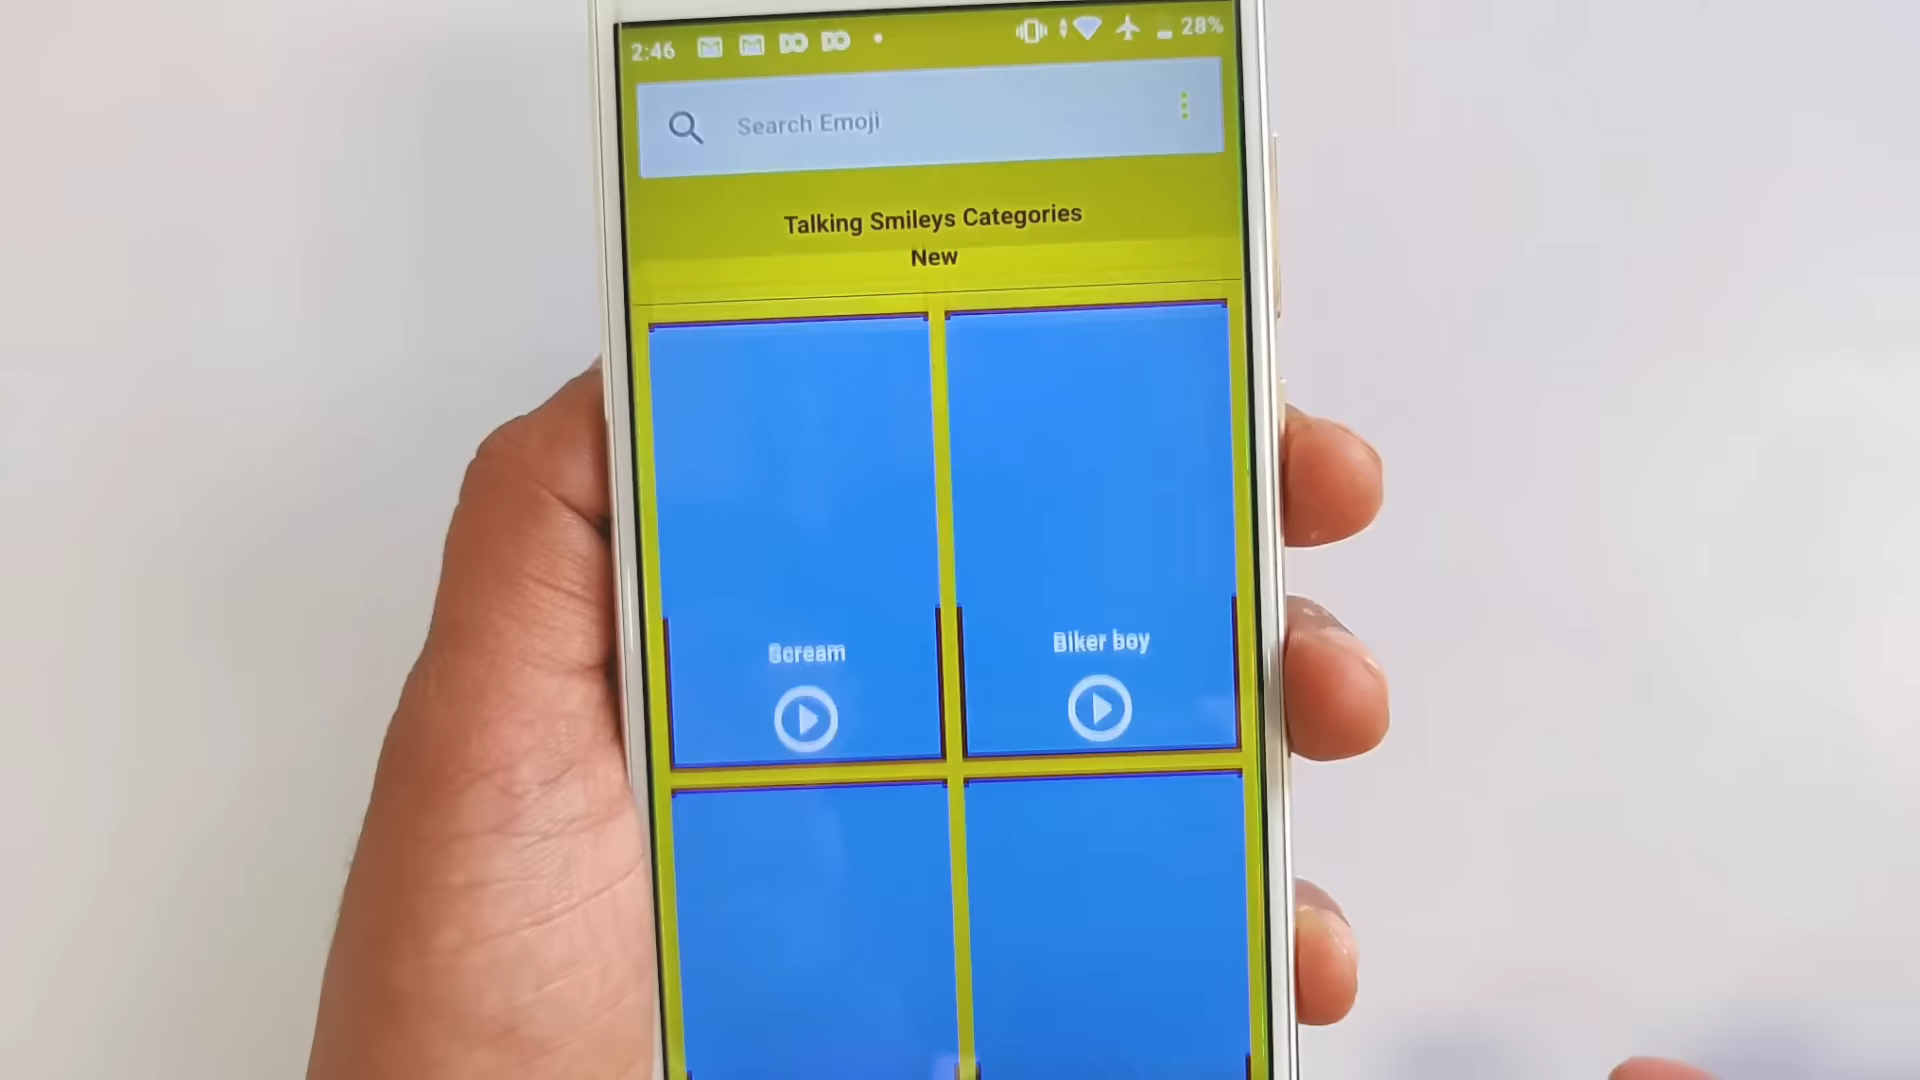 2:46
28%
Search Emoji
Talking Smileys Categories
New
Scream
Biker boy